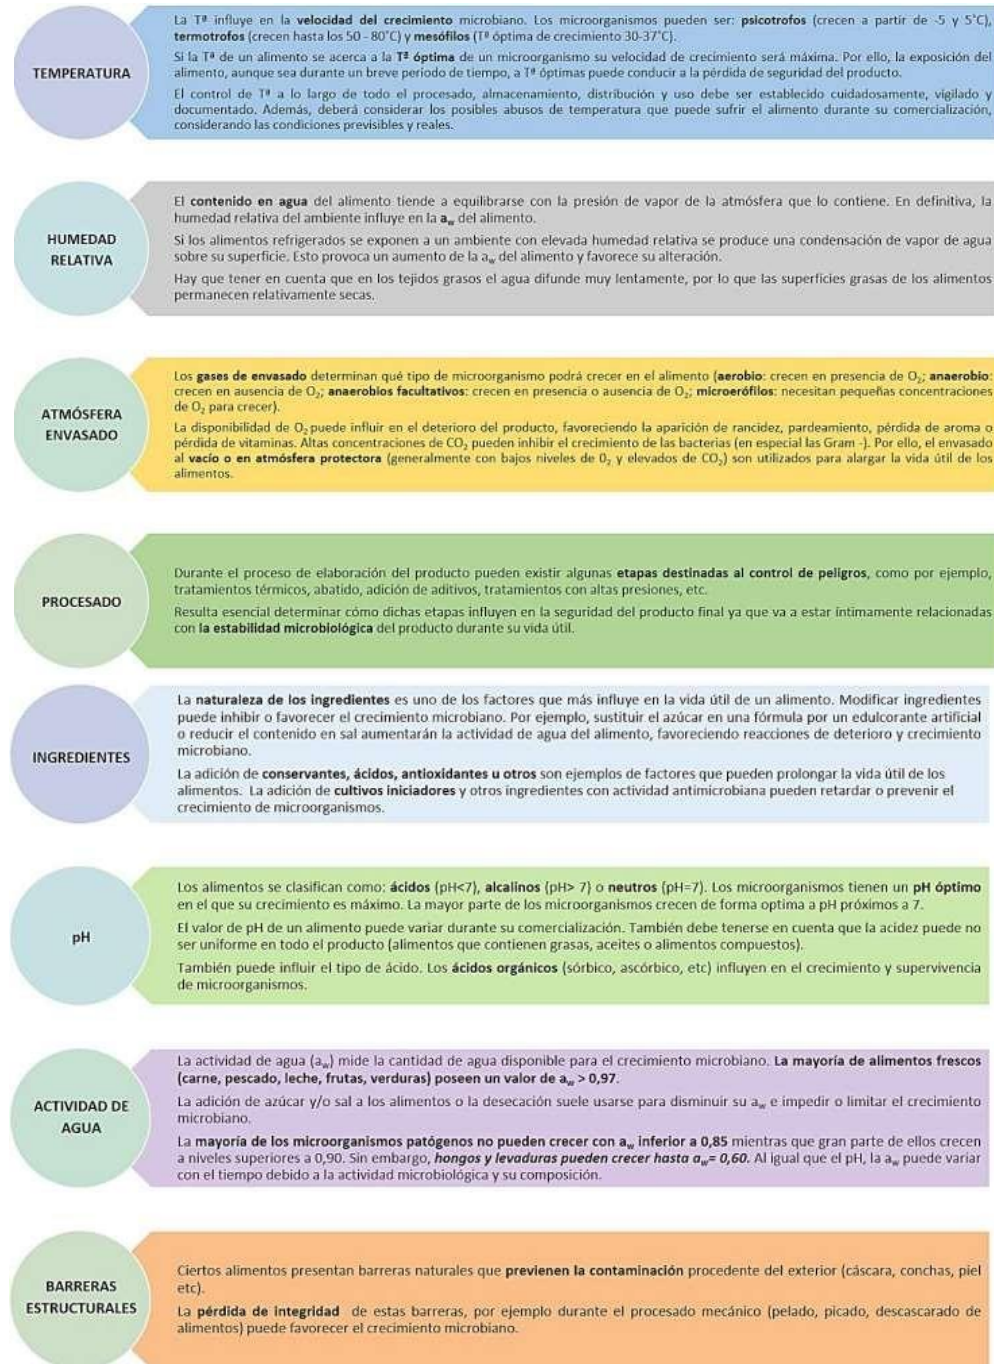 TEMPERATURA
La Tª influye en la velocidad del crecimiento microbiano. Los microorganismos pueden ser: psicotrofos (crecen a partir de -5 y 5°C),
termotrofos (crecen hasta los 50 - 80°C) y mesófilos (Tª óptima de crecimiento 30-37°C).
Si la Tª de un alimento se acerca a la Tª óptima de un microorganismo su velocidad de crecimiento será máxima. Por ello, la exposición del
alimento, aunque sea durante un breve periodo de tiempo, a Tª óptimas puede conducir a la pérdida de seguridad del producto.
El control de Tª a lo largo de todo el procesado, almacenamiento, distribución y uso debe ser establecido cuidadosamente, vigilado y
documentado. Además, deberá considerar los posibles abusos de temperatura que puede sufrir el alimento durante su comercialización,
considerando las condiciones previsibles y reales.
HUMEDAD
RELATIVA
El contenido en agua del alimento tiende a equilibrarse con la presión de vapor de la atmósfera que lo contiene. En definitiva, la
humedad relativa del ambiente influye en la aw del alimento.
Si los alimentos refrigerados se exponen a un ambiente con elevada humedad relativa se produce una condensación de vapor de agua
sobre su superficie. Esto provoca un aumento de la aw del alimento y favorece su alteración.
Hay que tener en cuenta que en los tejidos grasos el agua difunde muy lentamente, por lo que las superficies grasas de los alimentos
permanecen relativamente secas.
ATMÓSFERA
ENVASADO
Los gases de envasado determinan qué tipo de microorganismo podrá crecer en el alimento (aerobio: crecen en presencia de O2; anaerobio:
crecen en ausencia de O2; anaerobios facultativos: crecen en presencia o ausencia de O2; microerófilos: necesitan pequeñas concentraciones
de O2 para crecer).
La disponibilidad de O2 puede influir en el deterioro del producto, favoreciendo la aparición de rancidez, pardeamiento, pérdida de aroma o
pérdida de vitaminas. Altas concentraciones de CO2 pueden inhibir el crecimiento de las bacterias (en especial las Gram -). Por ello, el envasado
al vacío o en atmósfera protectora (generalmente con bajos niveles de 02 y elevados de CO2) son utilizados para alargar la vida útil de los
alimentos.
PROCESADO
Durante el proceso de elaboración del producto pueden existir algunas etapas destinadas al control de peligros, como por ejemplo,
tratamientos térmicos, abatido, adición de aditivos, tratamientos con altas presiones, etc.
Resulta esencial determinar cómo dichas etapas influyen en la seguridad del producto final ya que va a estar íntimamente relacionadas
con la estabilidad microbiológica del producto durante su vida útil.
INGREDIENTES
La naturaleza de los ingredientes es uno de los factores que más influye en la vida útil de un alimento. Modificar ingredientes
puede inhibir o favorecer el crecimiento microbiano. Por ejemplo, sustituir el azúcar en una fórmula por un edulcorante artificial
o reducir el contenido en sal aumentarán la actividad de agua del alimento, favoreciendo reacciones de deterioro y crecimiento
microbiano.
La adición de conservantes, ácidos, antioxidantes u otros son ejemplos de factores que pueden prolongar la vida útil de los
alimentos. La adición de cultivos iniciadores y otros ingredientes con actividad antimicrobiana pueden retardar o prevenir el
crecimiento de microorganismos.
pH
Los alimentos se clasifican como: ácidos (pH<7), alcalinos (pH> 7) o neutros (pH=7). Los microorganismos tienen un pH óptimo
en el que su crecimiento es máximo. La mayor parte de los microorganismos crecen de forma optima a pH próximos a 7.
El valor de pH de un alimento puede variar durante su comercialización. También debe tenerse en cuenta que la acidez puede no
ser uniforme en todo el producto (alimentos que contienen grasas, aceites o alimentos compuestos).
También puede influir el tipo de ácido. Los ácidos orgánicos (sórbico, ascórbico, etc) influyen en el crecimiento y supervivencia
de microorganismos.
ACTIVIDAD DE
AGUA
La actividad de agua (aw) mide la cantidad de agua disponible para el crecimiento microbiano. La mayoría de alimentos frescos
(carne, pescado, leche, frutas, verduras) poseen un valor de aw > 0,97.
La adición de azúcar y/o sal a los alimentos o la desecación suele usarse para disminuir su aw e impedir o limitar el crecimiento
microbiano.
La mayoría de los microorganismos patógenos no pueden crecer con aw inferior a 0,85 mientras que gran parte de ellos crecen
a niveles superiores a 0,90. Sin embargo, hongos y levaduras pueden crecer hasta aw= 0,60. Al igual que el pH, la aw puede variar
con el tiempo debido a la actividad microbiológica y su composición.
BARRERAS
ESTRUCTURALES
Ciertos alimentos presentan barreras naturales que previenen la contaminación procedente del exterior (cáscara, conchas, piel
etc).
La pérdida de integridad de estas barreras, por ejemplo durante el procesado mecánico (pelado, picado, descascarado de
alimentos) puede favorecer el crecimiento microbiano.